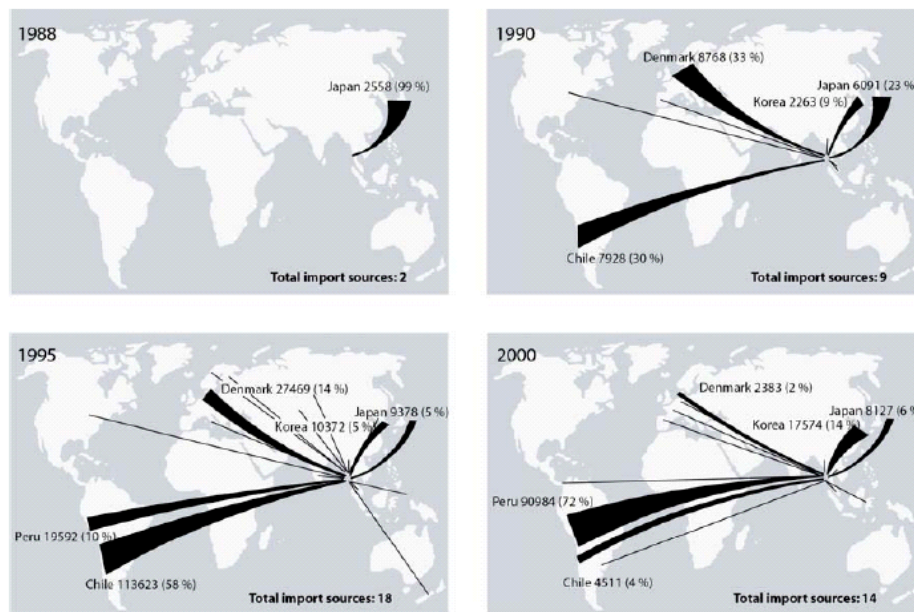 1988
Japan 2558 (99 %)
Total import sources: 2
1990
Denmark 8768 (33 %)
Japan 6091 (23 %
Korea 2263 (9 %)
Chile 7928 (30 %)
Total import sources: 9
1995
Denmark 27469 (14 %)
Japan 9378 (5 %)
Korea 10372 (5 %)
Peru 19592 (10 %)
Chile 113623 (58 %)
Total import sources: 18
2000
Denmark 2383 (2 %)
Japan 8127 (6 %
Korea 17574 (14 %)
Peru 90984 (72 %)
Chile 4511 (4 %)
Total import sources: 14